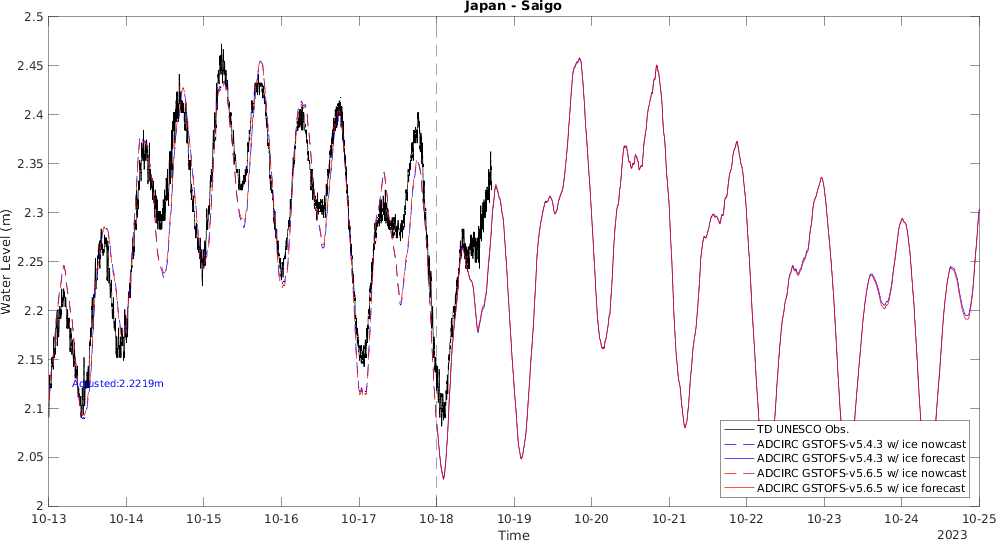 Japan - Saigo
Water Level (m)
2.5
2.45
2.4
2.35
2.3
2.25
2.2
2.15
2.1
2.05
2
Adjusted:2.2219m
TD UNESCO Obs.
ADCIRC GSTOFS-v5.4.3 w/ ice nowcast
ADCIRC GSTOFS-v5.4.3 w/ ice forecast
ADCIRC GSTOFS-v5.6.5 w/ ice nowcast
ADCIRC GSTOFS-v5.6.5 w/ ice forecast
10-13 10-14 10-15 10-16 10-17 10-18 10-19 10-20 10-21 10-22 10-23 10-24 10-25
Time
2023